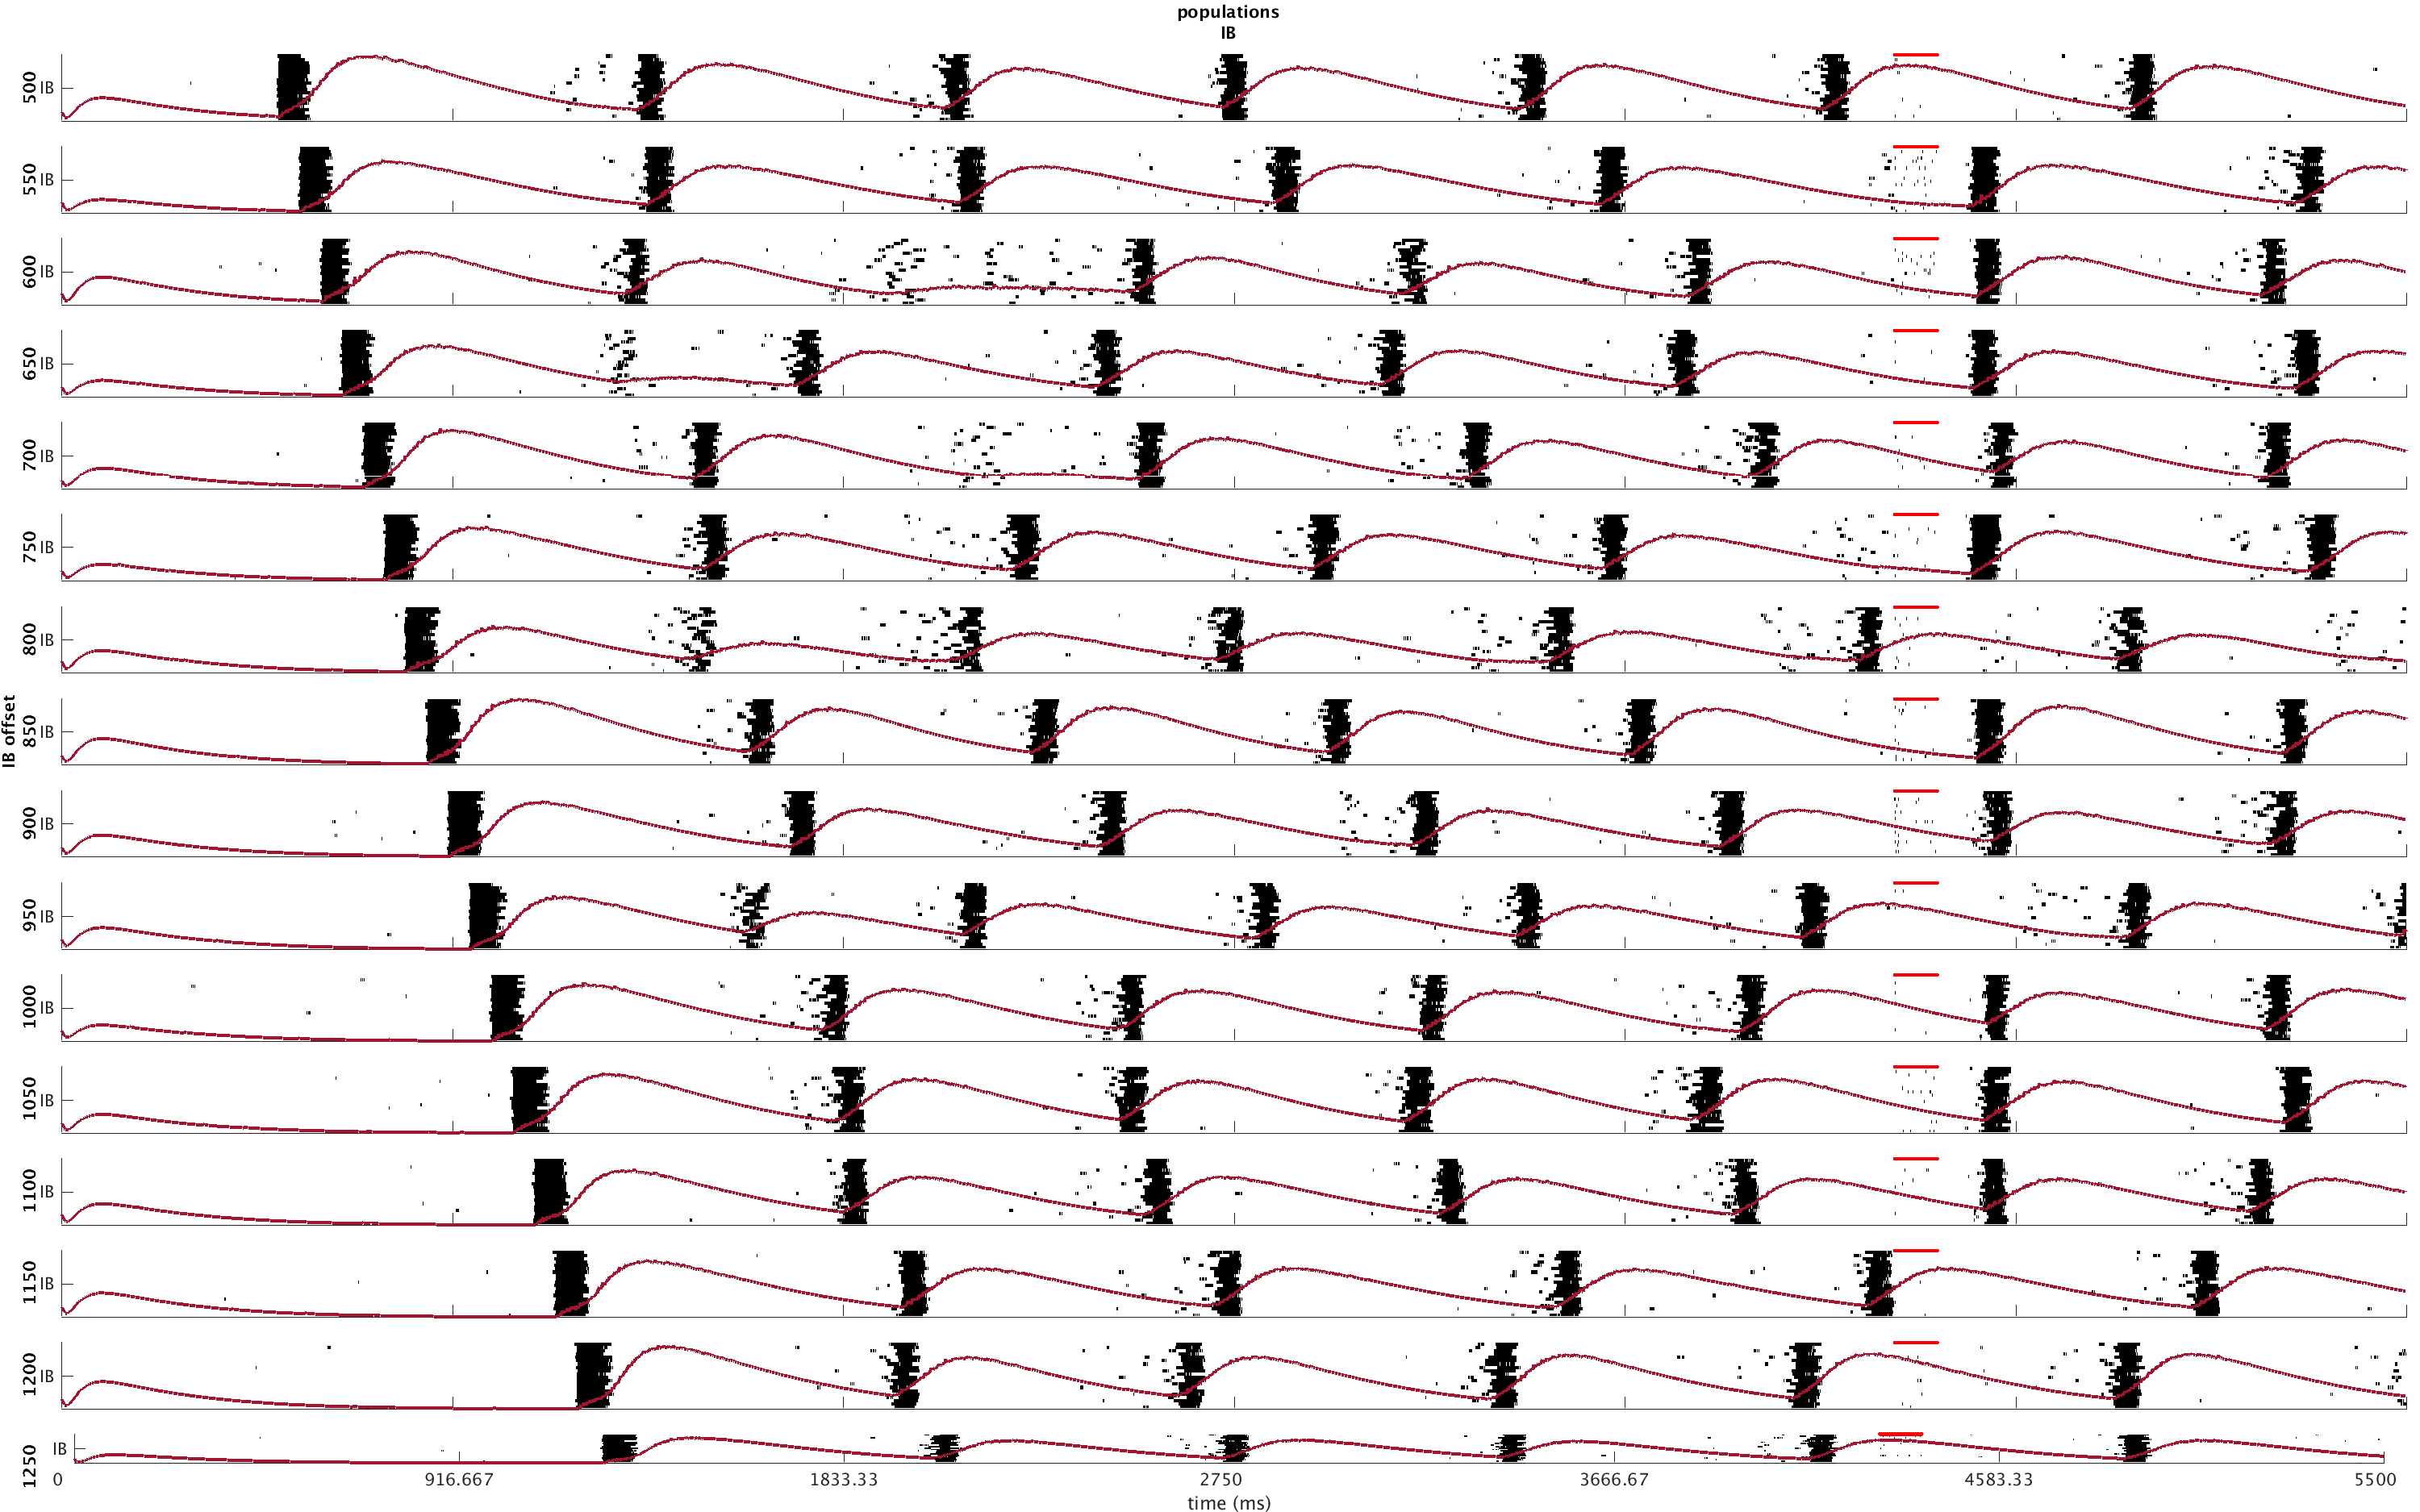 populations
IB
IB offset
500 IB
550 IB
600 IB
650 IB
700 IB
750 IB
800 IB
850 IB
900 IB
950 IB
1000 IB
1050 IB
1100 IB
1150 IB
1200 IB
1250 IB
0 916.667 1833.33 2750 3666.67 4583.33 5500
time (ms)